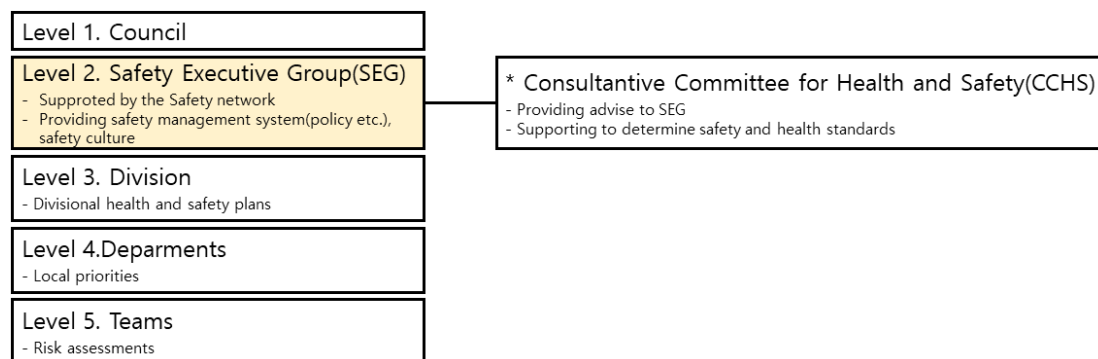 Level 1. Council
Level 2. Safety Executive Group(SEG)
- Supproted by the Safety network
- Providing safety management system(policy etc.),
safety culture
* Consultantive Committee for Health and Safety(CCHS)
- Providing advise to SEG
- Supporting to determine safety and health standards
Level 3. Division
- Divisional health and safety plans
Level 4.Deparments
- Local priorities
Level 5. Teams
- Risk assessments